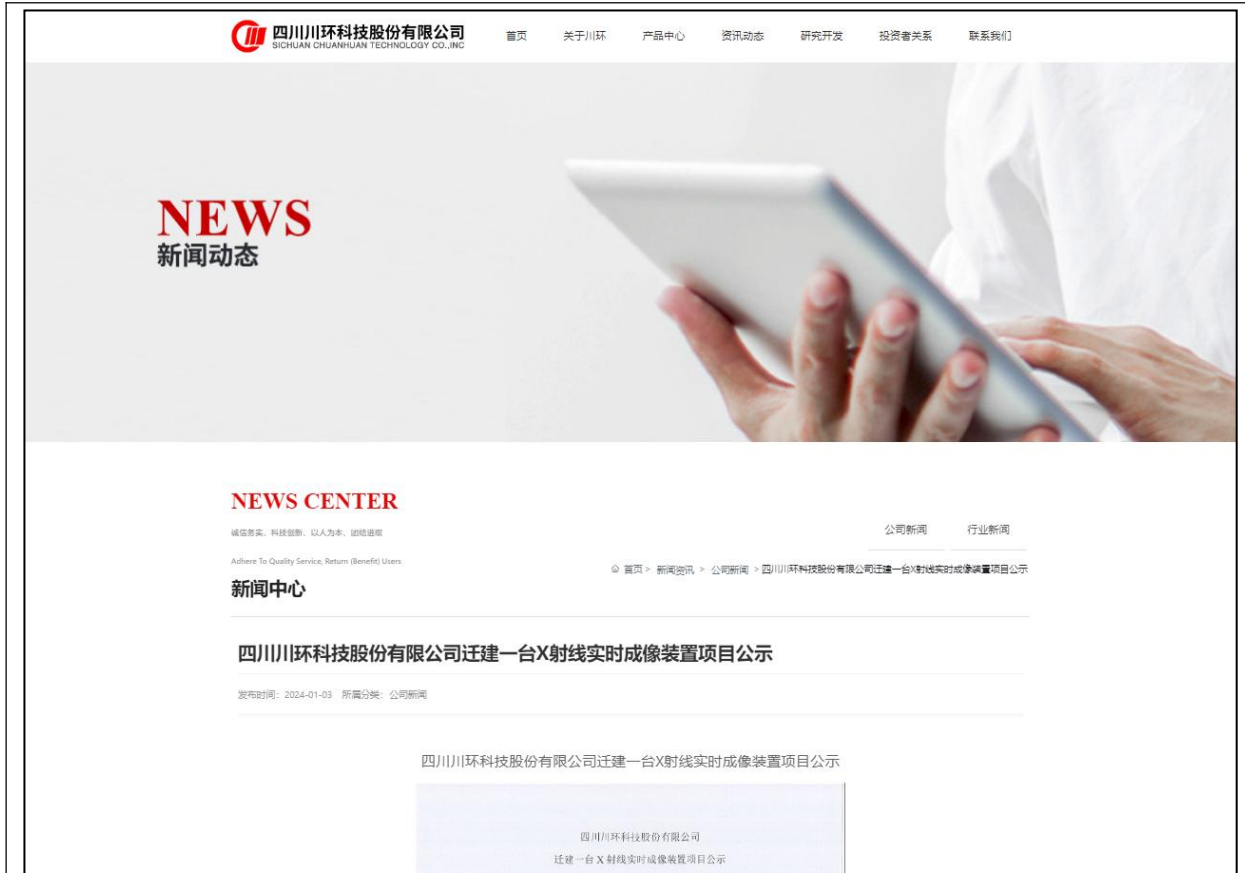 四川川环科技股份有限公司
SICHUAN CHUANHUAN TECHNOLOGY CO.,INC
首页 关于川环 产品中心 资讯动态 研究开发 投资者关系 联系我们
NEWS
新闻动态
NEWS CENTER
诚信务实、科技创新、以人为本、团结进取
公司新闻 行业新闻
Adhere To Quality Service, Return (Benefit) Users
首页 > 新闻资讯 > 公司新闻 > 四川川环科技股份有限公司迁建一台X射线实时成像装置项目公示
新闻中心
四川川环科技股份有限公司迁建一台X射线实时成像装置项目公示
发布时间：2024-01-03 所属分类：公司新闻
四川川环科技股份有限公司迁建一台X射线实时成像装置项目公示
四川川环科技股份有限公司
迁建一台 X 射线实时成像装置项目公示